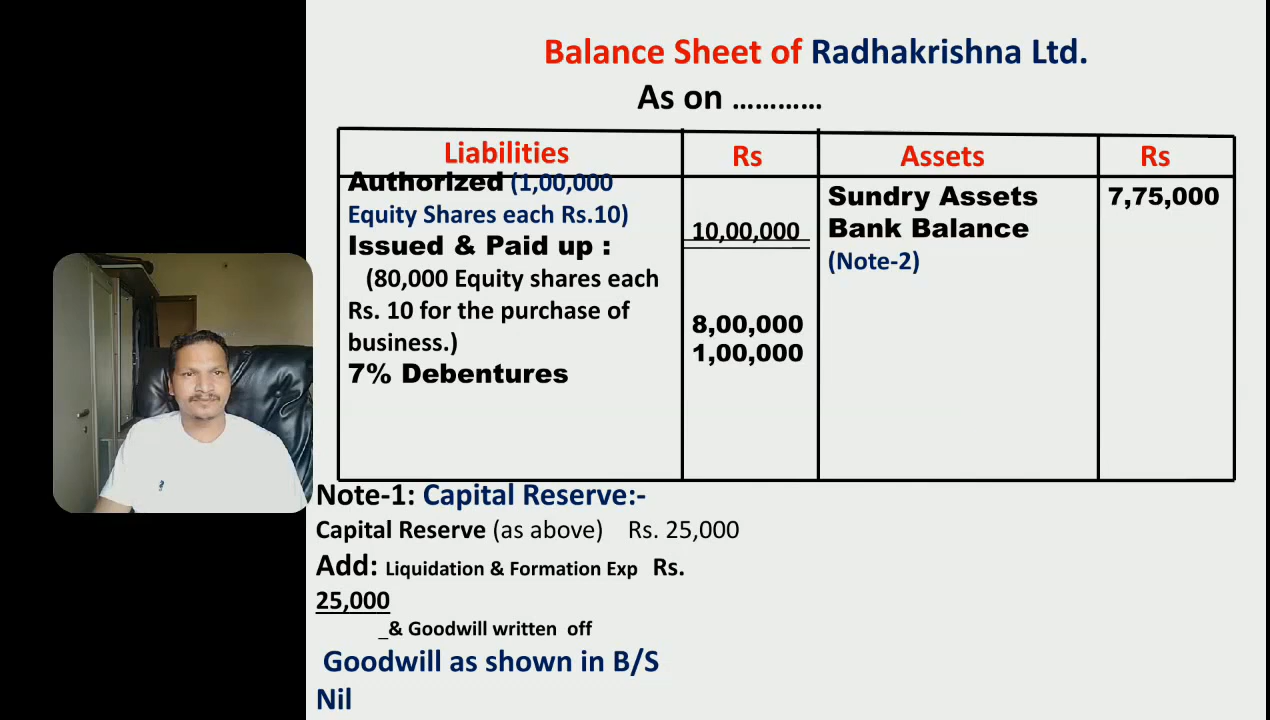 Balance Sheet of Radhakrishna Ltd.
As on …………
Liabilities Rs Assets Rs
Authorized (1,00,000
Equity Shares each Rs.10)
10,00,000
Issued & Paid up :
(80,000 Equity shares each
Rs. 10 for the purchase of
business.)
8,00,000
7% Debentures
1,00,000
Sundry Assets 7,75,000
Bank Balance
(Note-2)
Note-1: Capital Reserve:-
Capital Reserve (as above) Rs. 25,000
Add: Liquidation & Formation Exp Rs.
25,000
_& Goodwill written off
Goodwill as shown in B/S
Nil